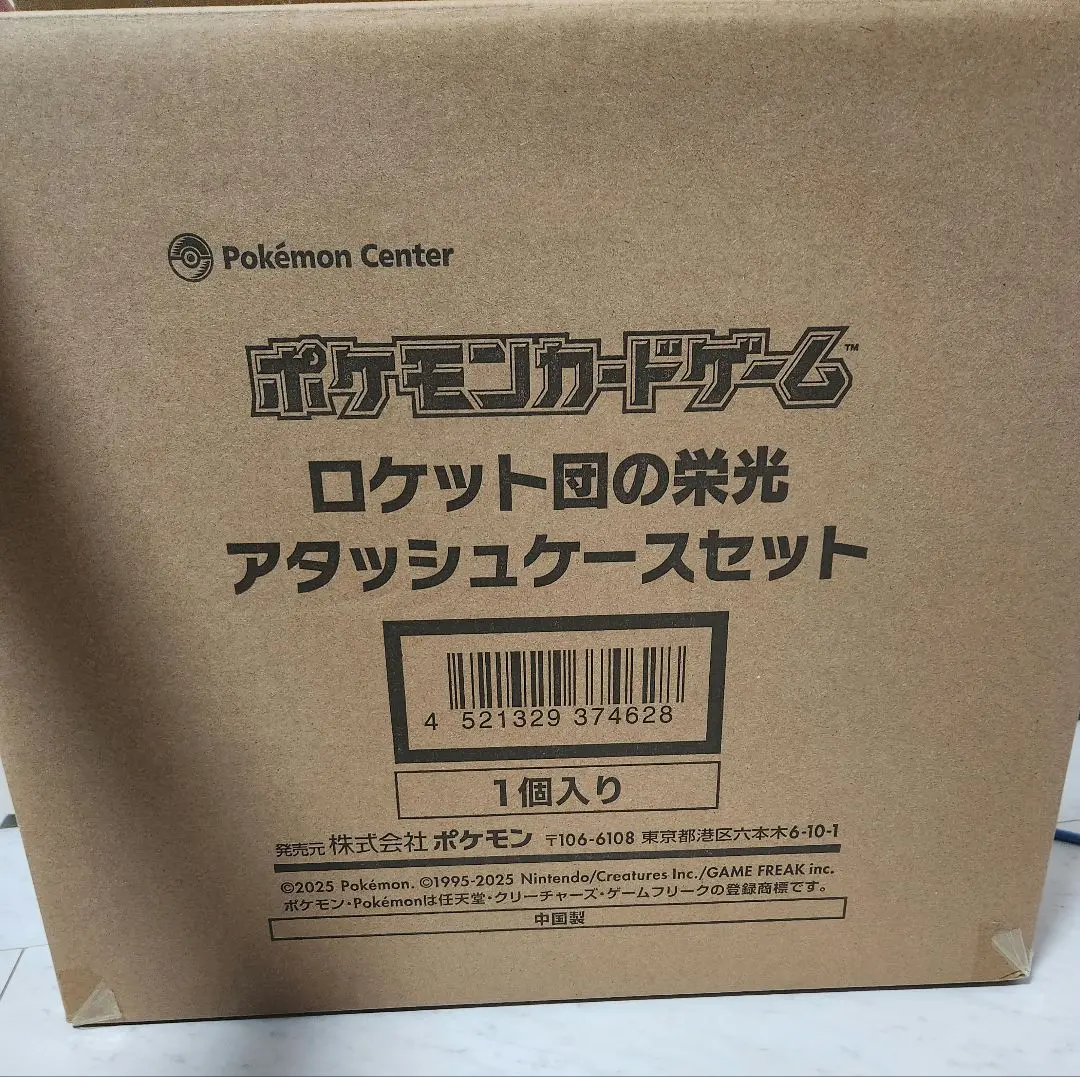 Pokémon Center
ポケモンカードゲーム™
ロケット団の栄光
アタッシュケースセット
4 521329 374628
1個入り
発売元 株式会社 ポケモン 〒106-6108 東京都港区六本木6-10-1
©2025 Pokémon. ©1995-2025 Nintendo/Creatures Inc./GAME FREAK inc.
ポケモン・Pokémonは任天堂・クリーチャーズ・ゲームフリークの登録商標です。
中国製